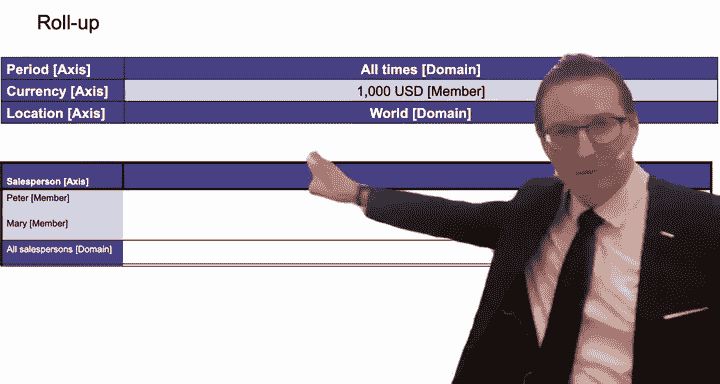 Roll-up
Period [Axis] All times [Domain]
Currency [Axis] 1,000 USD [Member]
Location [Axis] World [Domain]
Salesperson [Axis]
Peter [Member]
Mary [Member]
All salespersons [Domain]